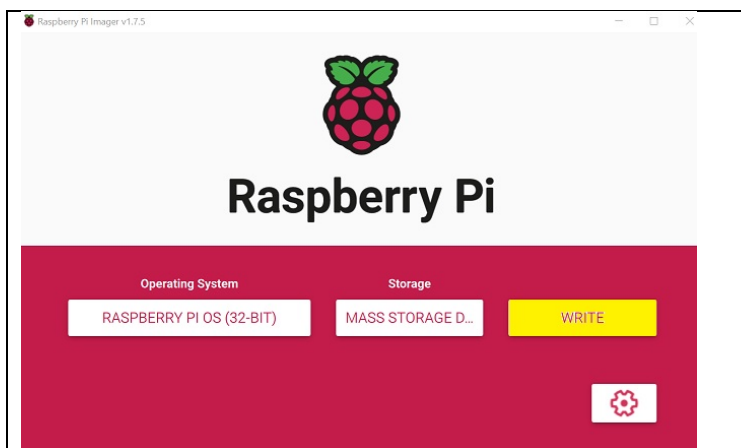 Raspberry Pi Imager v1.7.5
Raspberry Pi
Operating System
Storage
RASPBERRY PI OS (32-BIT)
MASS STORAGE D...
WRITE